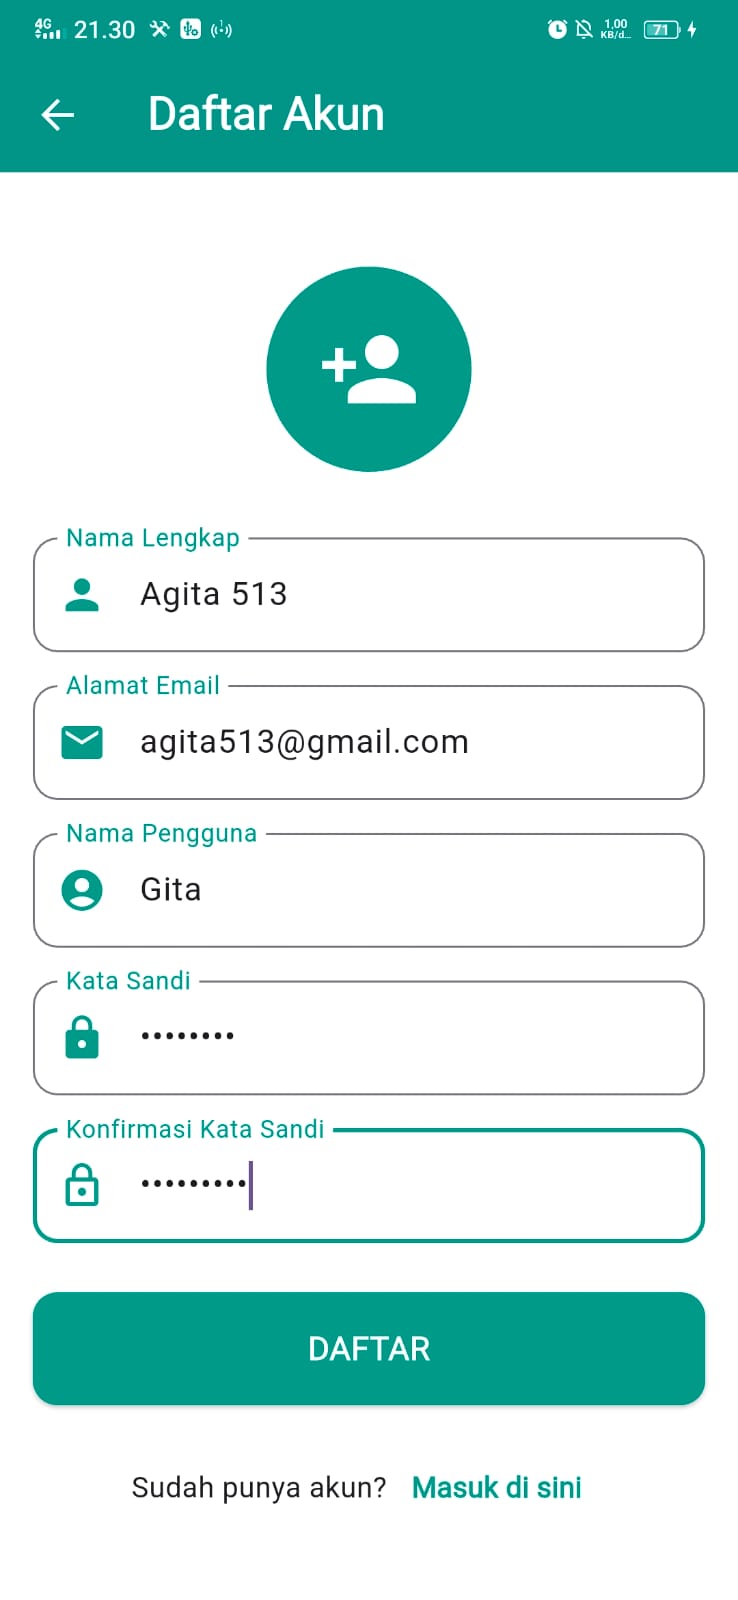 4G 21.30 1,00 KB/d... 71
Daftar Akun
Nama Lengkap
Agita 513
Alamat Email
agita513@gmail.com
Nama Pengguna
Gita
Kata Sandi
••••••••
Konfirmasi Kata Sandi
•••••••••
DAFTAR
Sudah punya akun? Masuk di sini